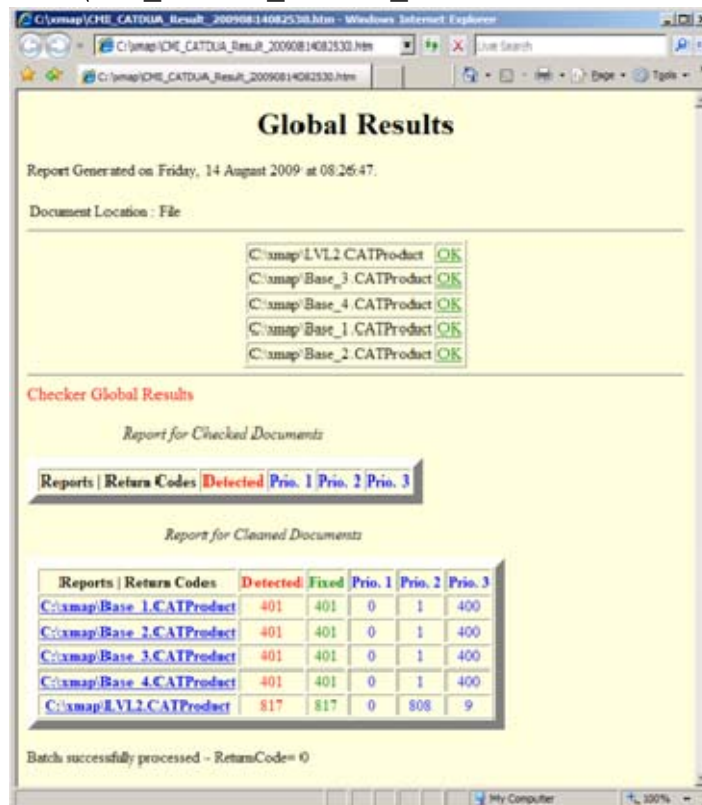 C:\xmap\CHI_CATDUA_Result_20090814082530.htm - Windows Internet Explorer
C:\xmap\CHI_CATDUA_Result_20090814082530.htm Live Search
C:\xmap\CHI_CATDUA_Result_20090814082530.htm Page Tools
Global Results
Report Generated on Friday, 14 August 2009 at 08:26:47.
Document Location : File
C:\xmap\LVL2.CATProduct OK
C:\xmap\Base_3.CATProduct OK
C:\xmap\Base_4.CATProduct OK
C:\xmap\Base_1.CATProduct OK
C:\xmap\Base_2.CATProduct OK
Checker Global Results
Report for Checked Documents
Reports | Return Codes Detected Prio. 1 Prio. 2 Prio. 3
Report for Cleaned Documents
Reports | Return Codes Detected Fixed Prio. 1 Prio. 2 Prio. 3
C:\xmap\Base_1.CATProduct 401 401 0 1 400
C:\xmap\Base_2.CATProduct 401 401 0 1 400
C:\xmap\Base_3.CATProduct 401 401 0 1 400
C:\xmap\Base_4.CATProduct 401 401 0 1 400
C:\xmap\LVL2.CATProduct 817 817 0 808 9
Batch successfully processed - ReturnCode= 0
My Computer 100%